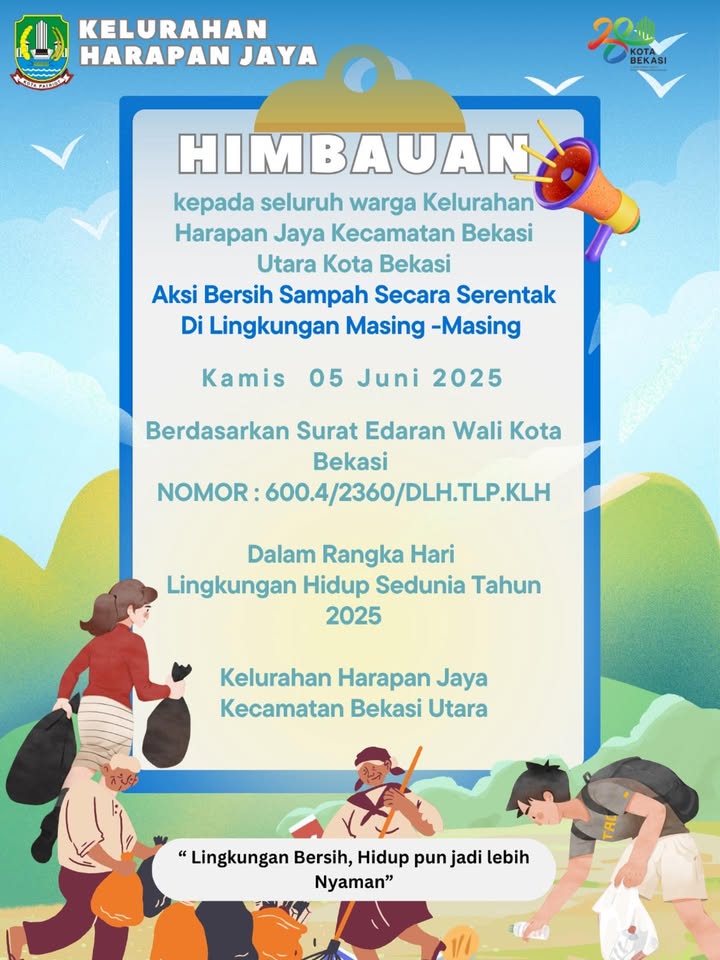 KELURAHAN
HARAPAN JAYA
KOTA PATRIOT
28
KOTA
BEKASI
HIMBAUAN
kepada seluruh warga Kelurahan
Harapan Jaya Kecamatan Bekasi
Utara Kota Bekasi
Aksi Bersih Sampah Secara Serentak
Di Lingkungan Masing -Masing
Kamis 05 Juni 2025
Berdasarkan Surat Edaran Wali Kota
Bekasi
NOMOR : 600.4/2360/DLH.TLP.KLH
Dalam Rangka Hari
Lingkungan Hidup Sedunia Tahun
2025
Kelurahan Harapan Jaya
Kecamatan Bekasi Utara
“ Lingkungan Bersih, Hidup pun jadi lebih
Nyaman”